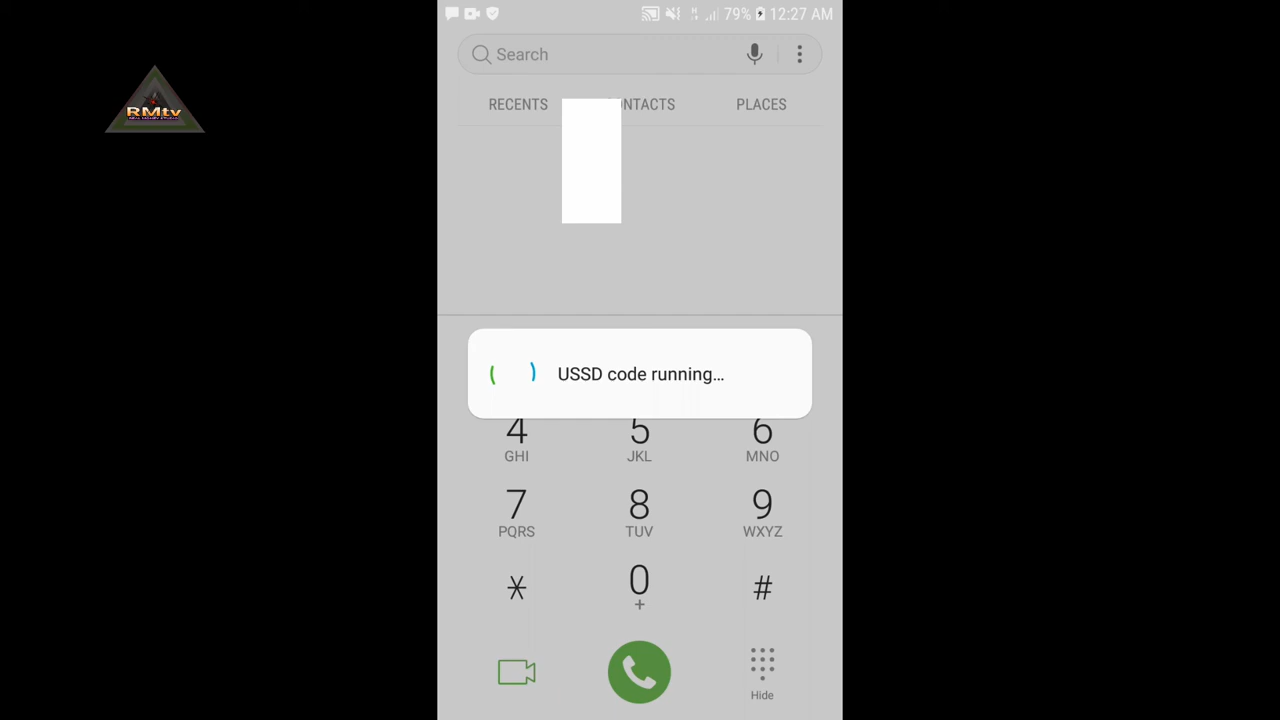 79% 12:27 AM
Search
RMtv
RECENTS ONTACTS PLACES
USSD code running...
4 5 6
GHI JKL MNO
7 8 9
PQRS TUV WXYZ
* 0 #
+
Hide